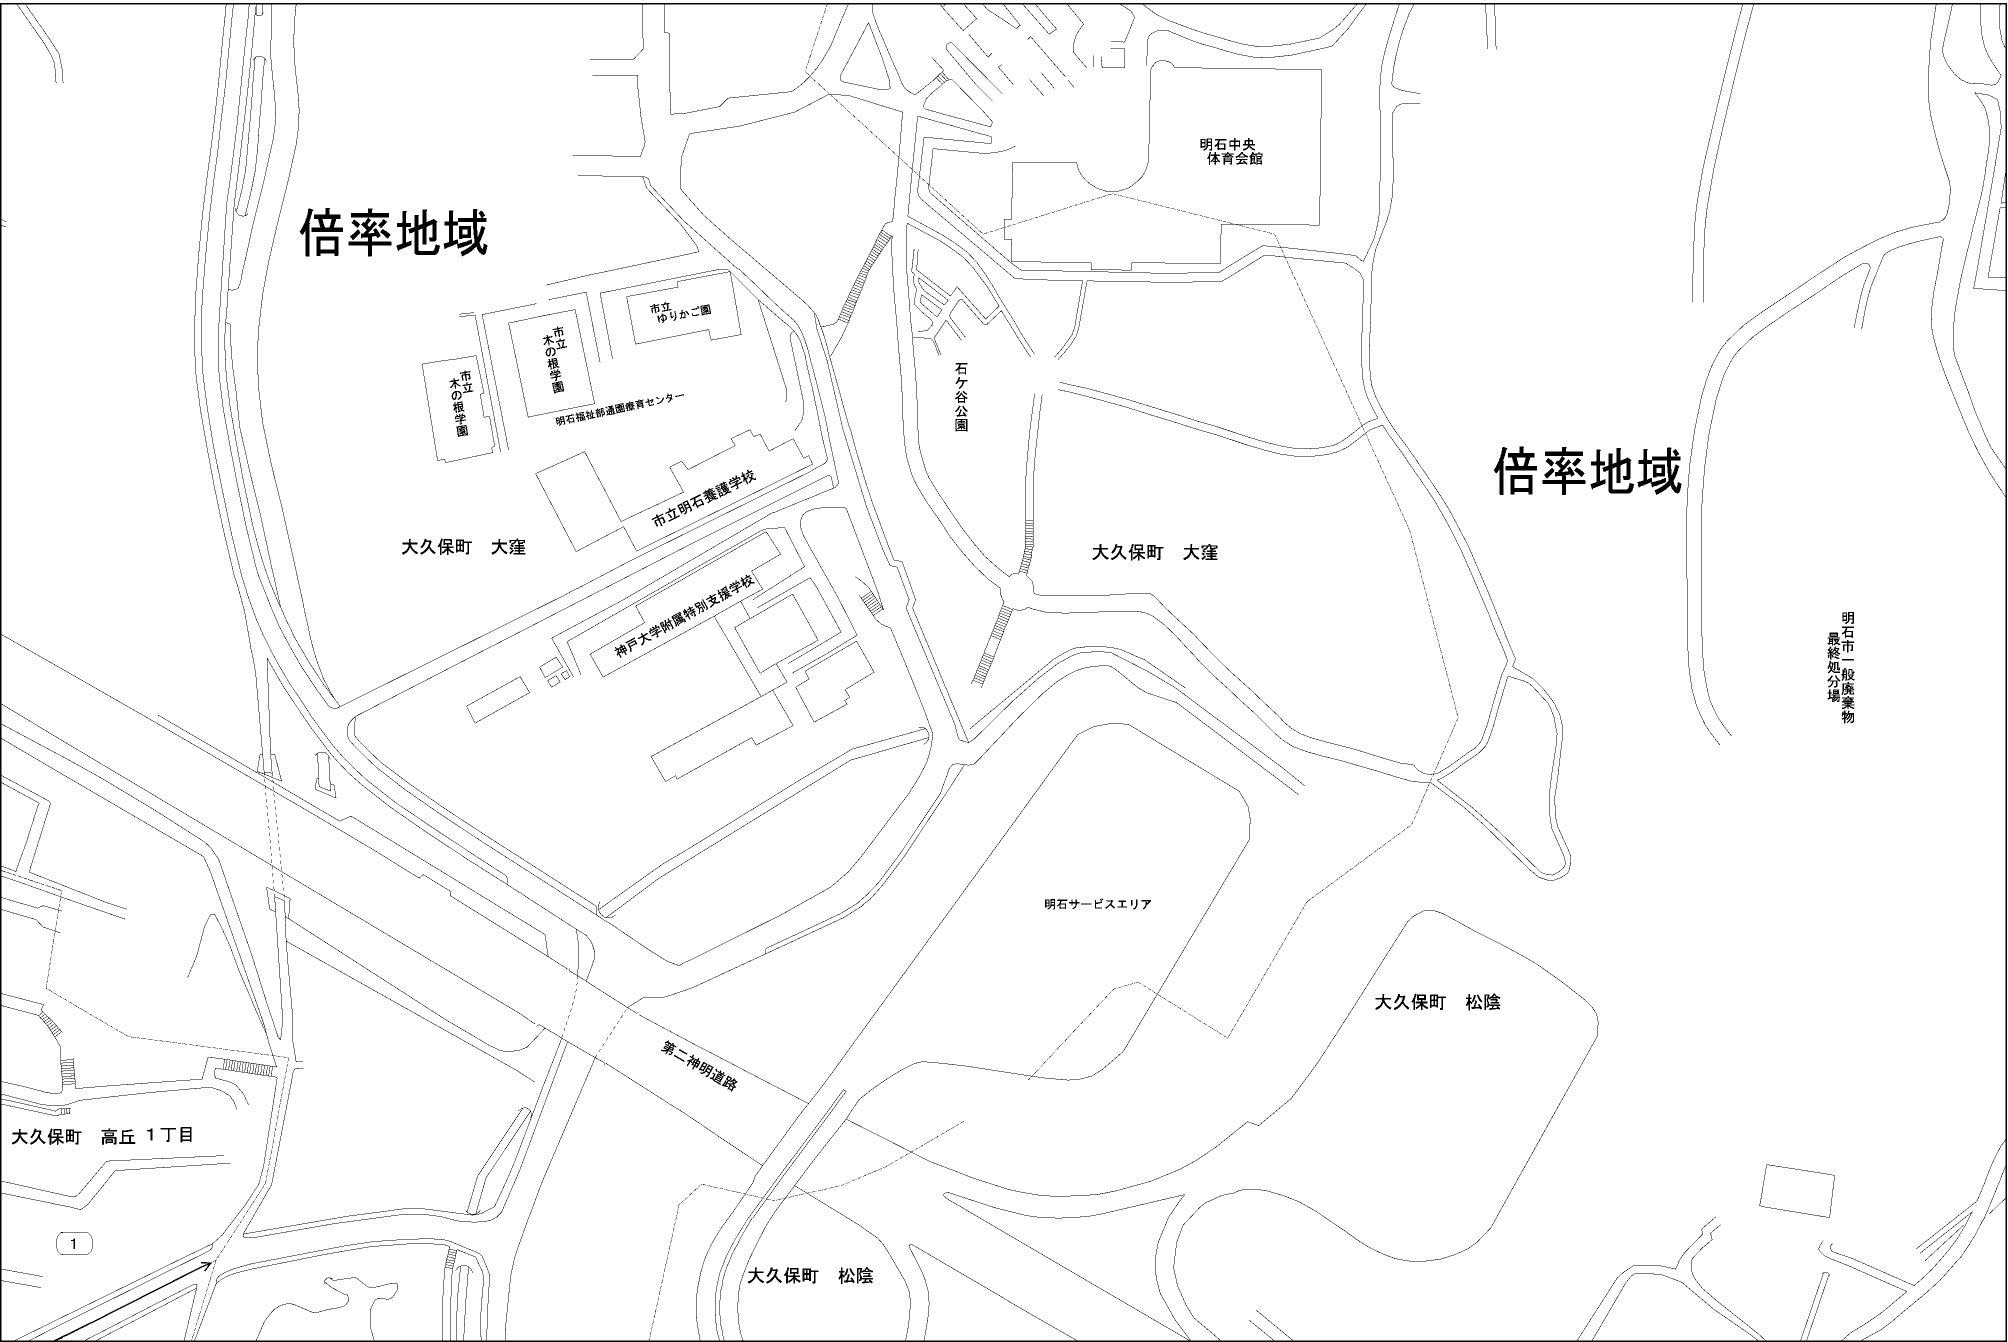 明石中央
体育会館
倍率地域
市立
ゆりかご園
市立
木の根学園
市立
木の根学園
明石福祉部通園療育センター
石ケ谷公園
倍率地域
市立明石養護学校
大久保町　大窪
大久保町　大窪
神戸大学附属特別支援学校
明石市一般廃棄物
最終処分場
明石サービスエリア
大久保町　松陰
第二神明道路
大久保町　高丘　１丁目
1
大久保町　松陰